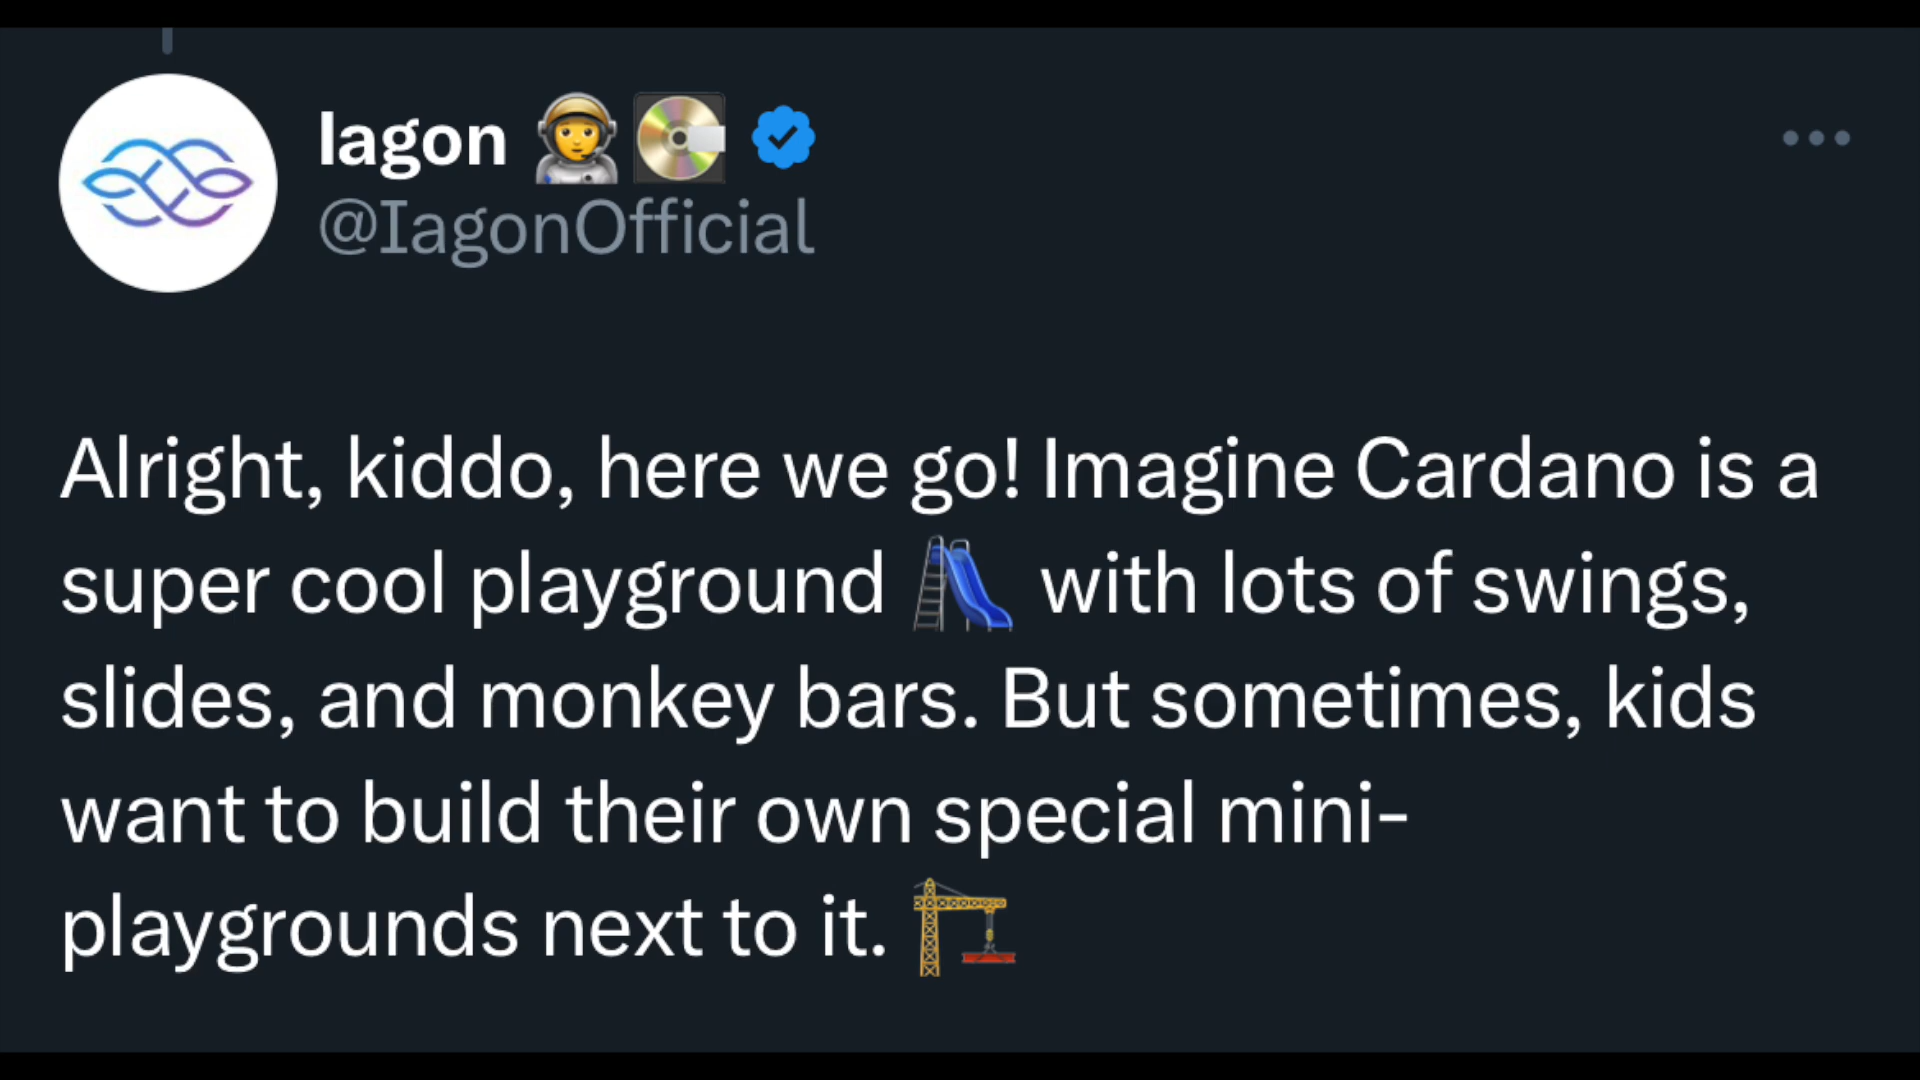 Iagon 🧑‍🚀💽
@IagonOfficial
Alright, kiddo, here we go! Imagine Cardano is a
super cool playground 🛝 with lots of swings,
slides, and monkey bars. But sometimes, kids
want to build their own special mini-
playgrounds next to it. 🏗️